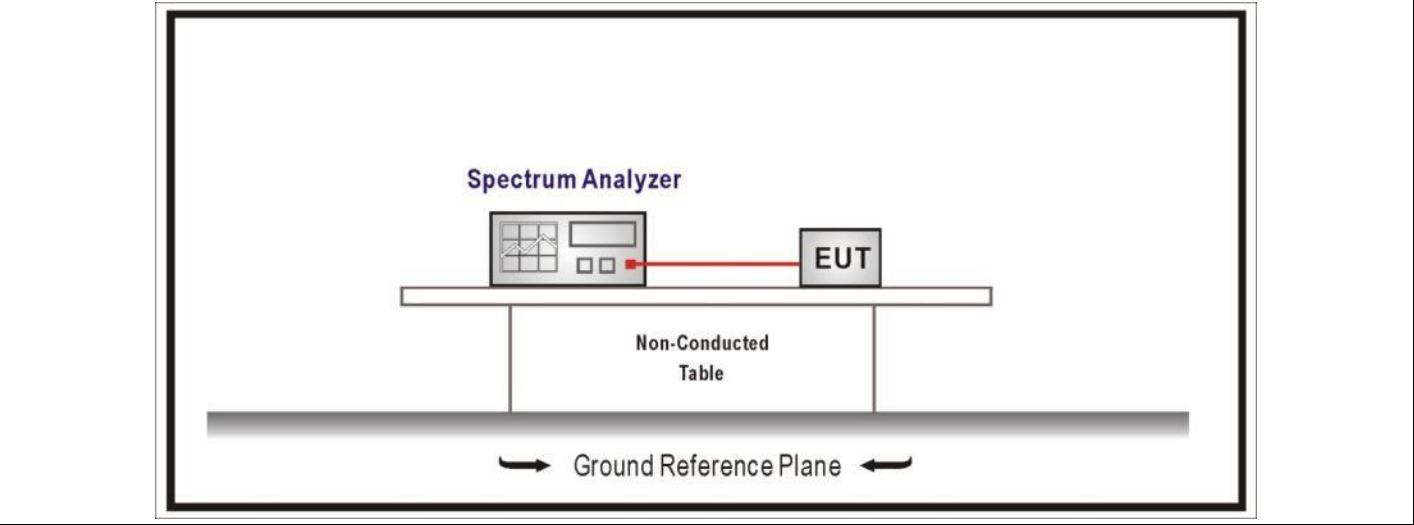 Spectrum Analyzer
EUT
Non-Conducted
Table
Ground Reference Plane